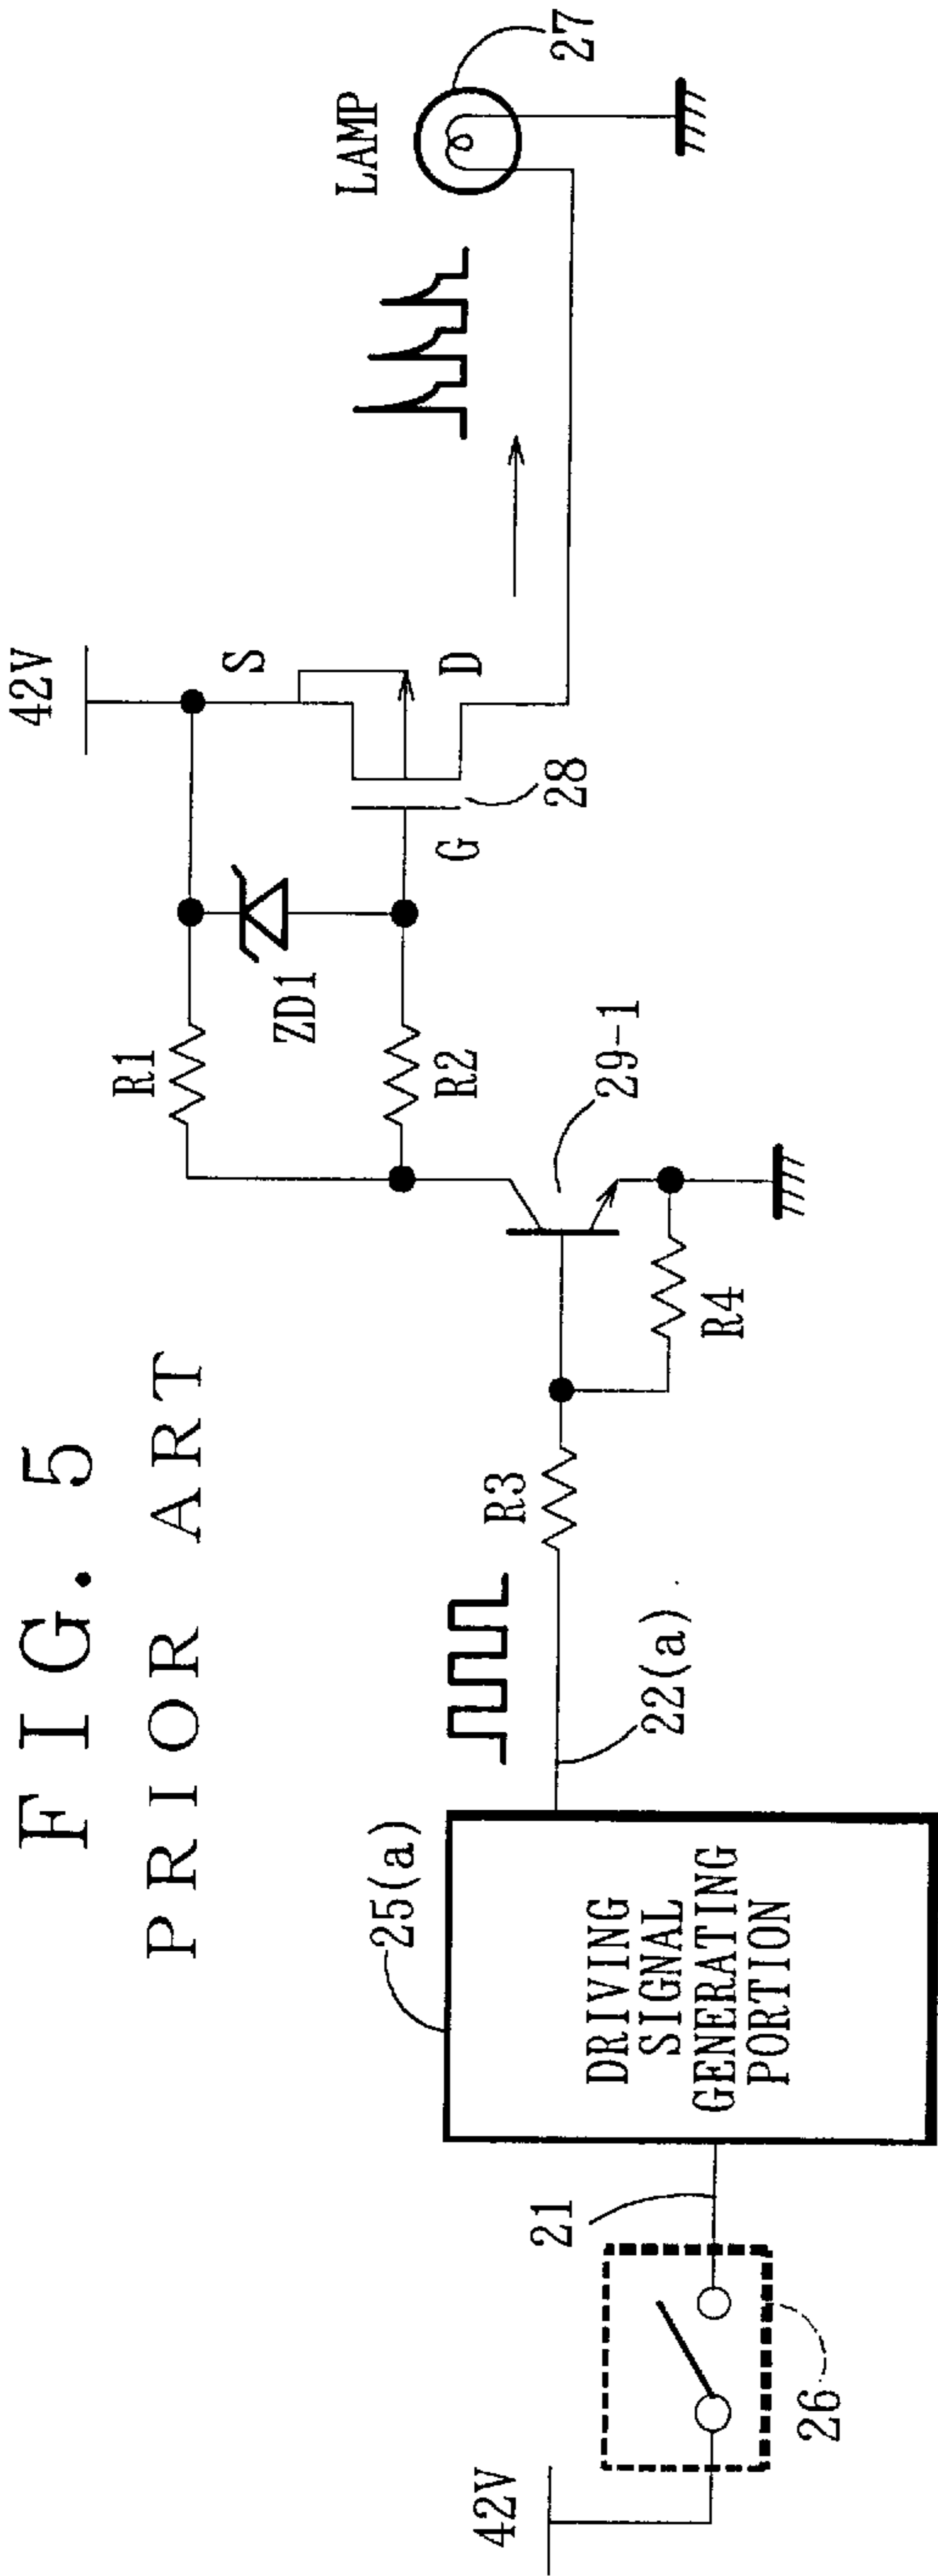 FIG. 5
PRIOR ART
42V
26
21
25(a)
DRIVING
SIGNAL
GENERATING
PORTION
22(a)
R3
R4
29-1
R1
R2
ZD1
42V
S
G
D
28
LAMP
27